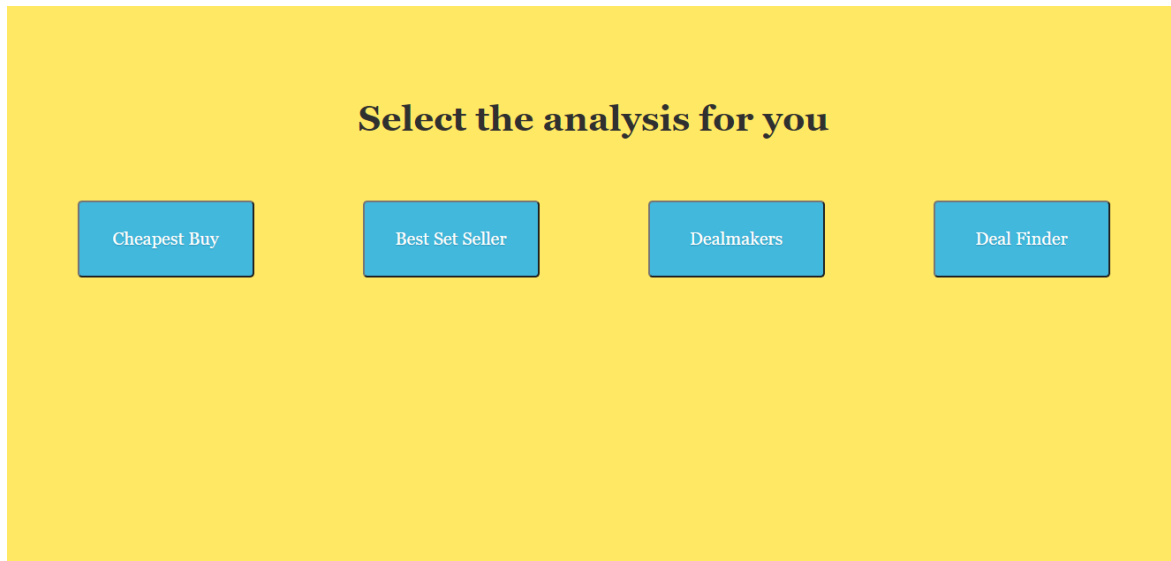 Select the analysis for you
Cheapest Buy
Best Set Seller
Dealmakers
Deal Finder